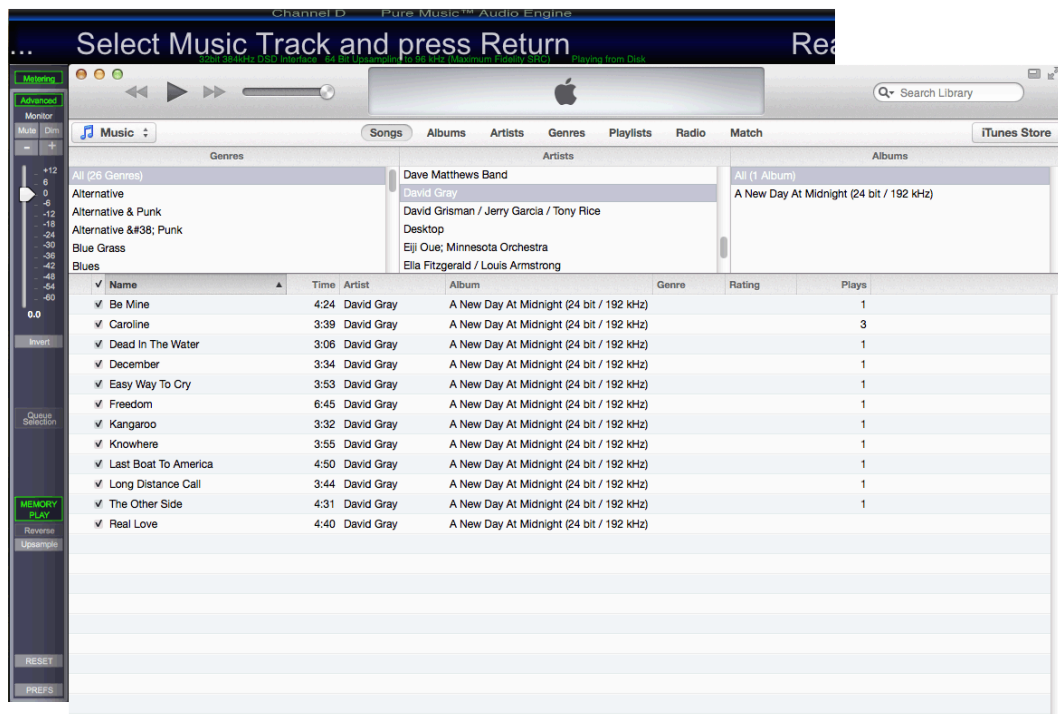 Channel D Pure Music™ Audio Engine
... Select Music Track and press Return Rea
32bit 384kHz DSD Interface 64 Bit Upsampling to 96 kHz (Maximum Fidelity SRC) Playing from Disk
Metering
Advanced
Monitor
Mute Dim
- +
+12
6
0
-6
-12
-18
-24
-30
-36
-42
-48
-54
-60
0.0
Invert
Queue
Selection
MEMORY
PLAY
Reverse
Upsample
RESET
PREFS
Search Library
Music Songs Albums Artists Genres Playlists Radio Match iTunes Store
Genres Artists Albums
All (26 Genres) Dave Matthews Band All (1 Album)
Alternative David Gray A New Day At Midnight (24 bit / 192 kHz)
Alternative & Punk David Grisman / Jerry Garcia / Tony Rice
Alternative &#38; Punk Desktop
Blue Grass Eiji Oue; Minnesota Orchestra
Blues Ella Fitzgerald / Louis Armstrong
✓ Name Time Artist Album Genre Rating Plays
✓ Be Mine 4:24 David Gray A New Day At Midnight (24 bit / 192 kHz) 1
✓ Caroline 3:39 David Gray A New Day At Midnight (24 bit / 192 kHz) 3
✓ Dead In The Water 3:06 David Gray A New Day At Midnight (24 bit / 192 kHz) 1
✓ December 3:34 David Gray A New Day At Midnight (24 bit / 192 kHz) 1
✓ Easy Way To Cry 3:53 David Gray A New Day At Midnight (24 bit / 192 kHz) 1
✓ Freedom 6:45 David Gray A New Day At Midnight (24 bit / 192 kHz) 1
✓ Kangaroo 3:32 David Gray A New Day At Midnight (24 bit / 192 kHz) 1
✓ Knowhere 3:55 David Gray A New Day At Midnight (24 bit / 192 kHz) 1
✓ Last Boat To America 4:50 David Gray A New Day At Midnight (24 bit / 192 kHz) 1
✓ Long Distance Call 3:44 David Gray A New Day At Midnight (24 bit / 192 kHz) 1
✓ The Other Side 4:31 David Gray A New Day At Midnight (24 bit / 192 kHz) 1
✓ Real Love 4:40 David Gray A New Day At Midnight (24 bit / 192 kHz)